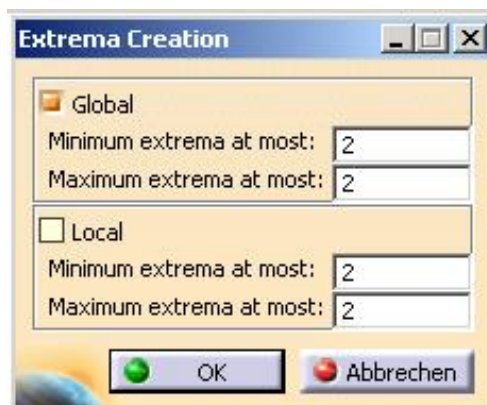 Extrema Creation
Global
Minimum extrema at most: 2
Maximum extrema at most: 2
Local
Minimum extrema at most: 2
Maximum extrema at most: 2
OK Abbrechen